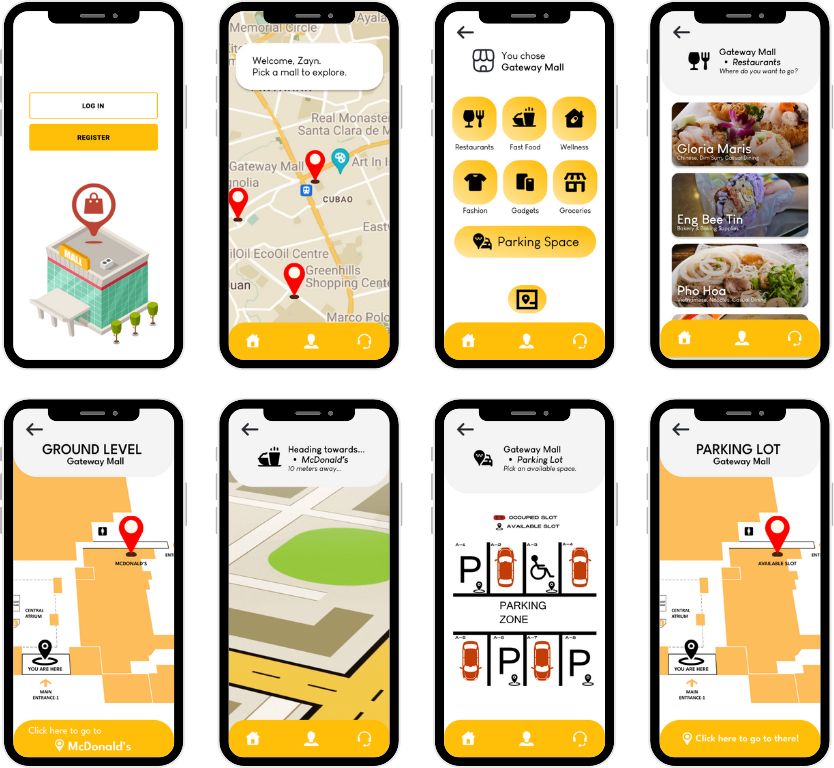 LOG IN
REGISTER
MALL
Memorial Circle
Ayala
Welcome, Zayn.
Pick a mall to explore.
Real Monaster
Santa Clara de M
Gateway Mall
Art In Is
gnolia
CUBAO
East
ilOil EcoOil Centre
Greenhills
Shopping Cente
uan
Marco Polo
You chose
Gateway Mall
Restaurants
Fast Food
Wellness
Fashion
Gadgets
Groceries
Parking Space
Gateway Mall
• Restaurants
Where do you want to go?
Gloria Maris
Chinese, Dim Sum, Casual Dining
Eng Bee Tin
Bakery & Baking Supplies
Pho Hoa
Vietnamese, Noodles, Casual Dining
GROUND LEVEL
Gateway Mall
MCDONALD'S
ENT
CENTRAL
ATRIUM
YOU ARE HERE
MAIN
ENTRANCE-1
Click here to go to
McDonald's
Heading towards...
• McDonald's
10 meters away...
Gateway Mall
• Parking Lot
Pick an available space.
OCCUPIED SLOT
AVAILABLE SLOT
A-1 A-2 A-3 A-4
P
PARKING
ZONE
A-5 A-6 A-7 A-8
P P
PARKING LOT
Gateway Mall
AVAILABLE SLOT
ENT
CENTRAL
ATRIUM
YOU ARE HERE
MAIN
ENTRANCE-1
Click here to go to there!